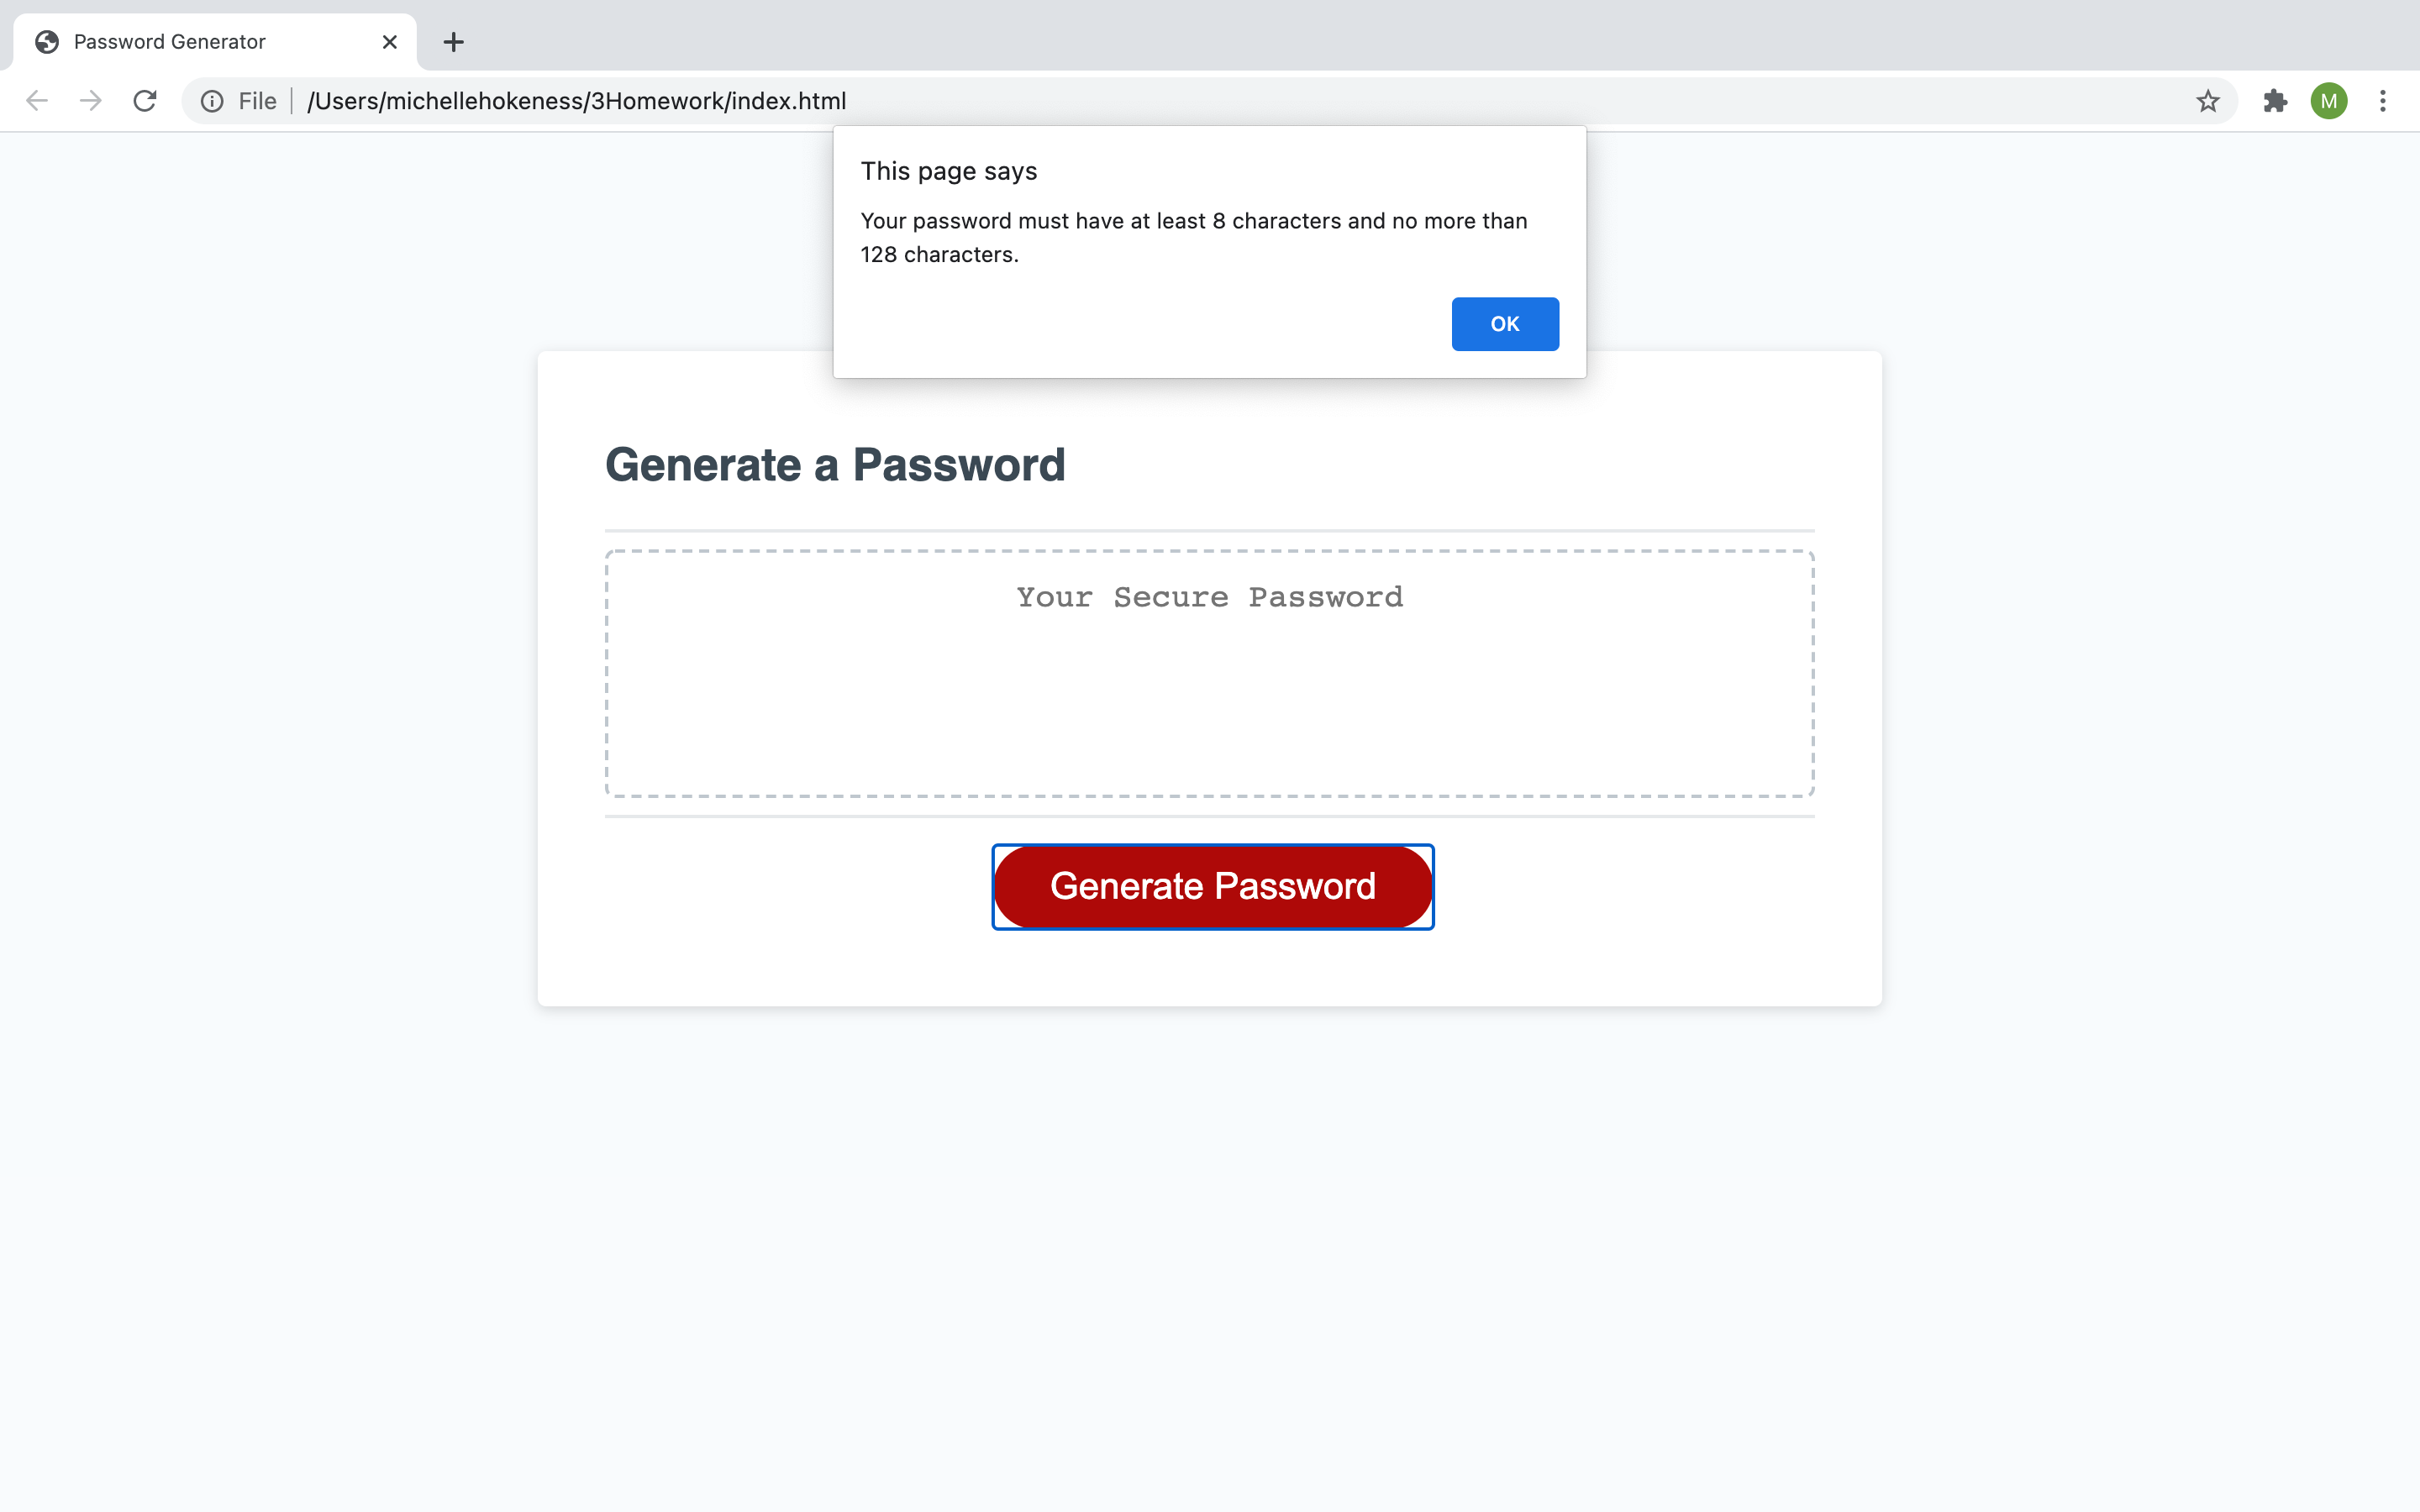 Password Generator
File /Users/michellehokeness/3Homework/index.html
M
This page says
Your password must have at least 8 characters and no more than
128 characters.
OK
Generate a Password
Your Secure Password
Generate Password